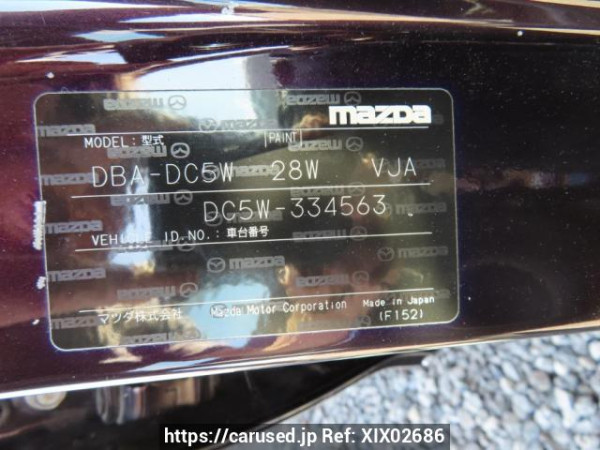 mazda
MODEL: 型式 PAINT
DBA-DC5W 28W VJA
DC5W-334563
VEHICLE ID.NO.: 車台番号
マツダ株式会社 Mazda Motor Corporation Made in Japan
(F152)
https://carused.jp Ref: XIX02686